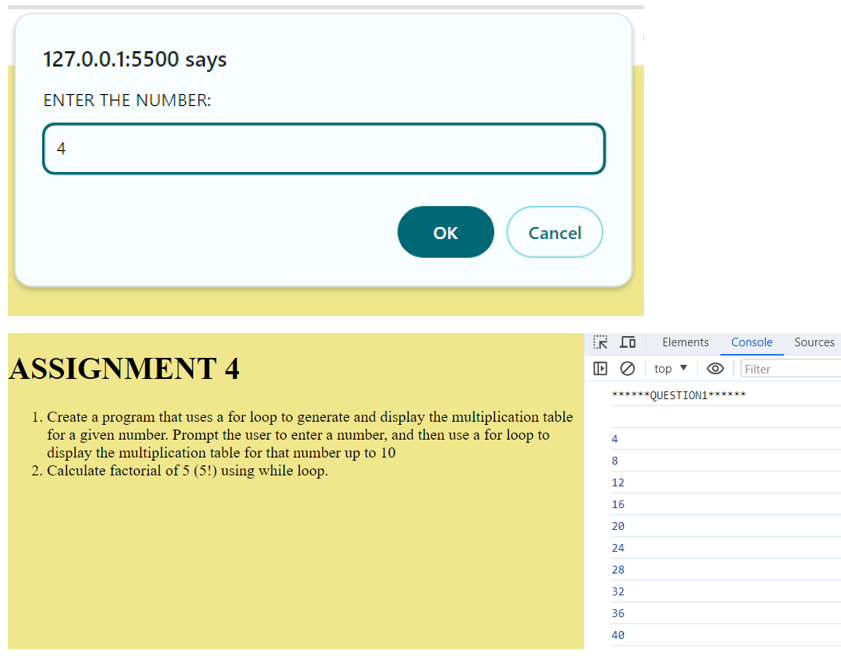 127.0.0.1:5500 says
ENTER THE NUMBER:
4
OK Cancel
ASSIGNMENT 4
1. Create a program that uses a for loop to generate and display the multiplication table
for a given number. Prompt the user to enter a number, and then use a for loop to
display the multiplication table for that number up to 10
2. Calculate factorial of 5 (5!) using while loop.
Elements Console Sources
top Filter
******QUESTION1******
4
8
12
16
20
24
28
32
36
40